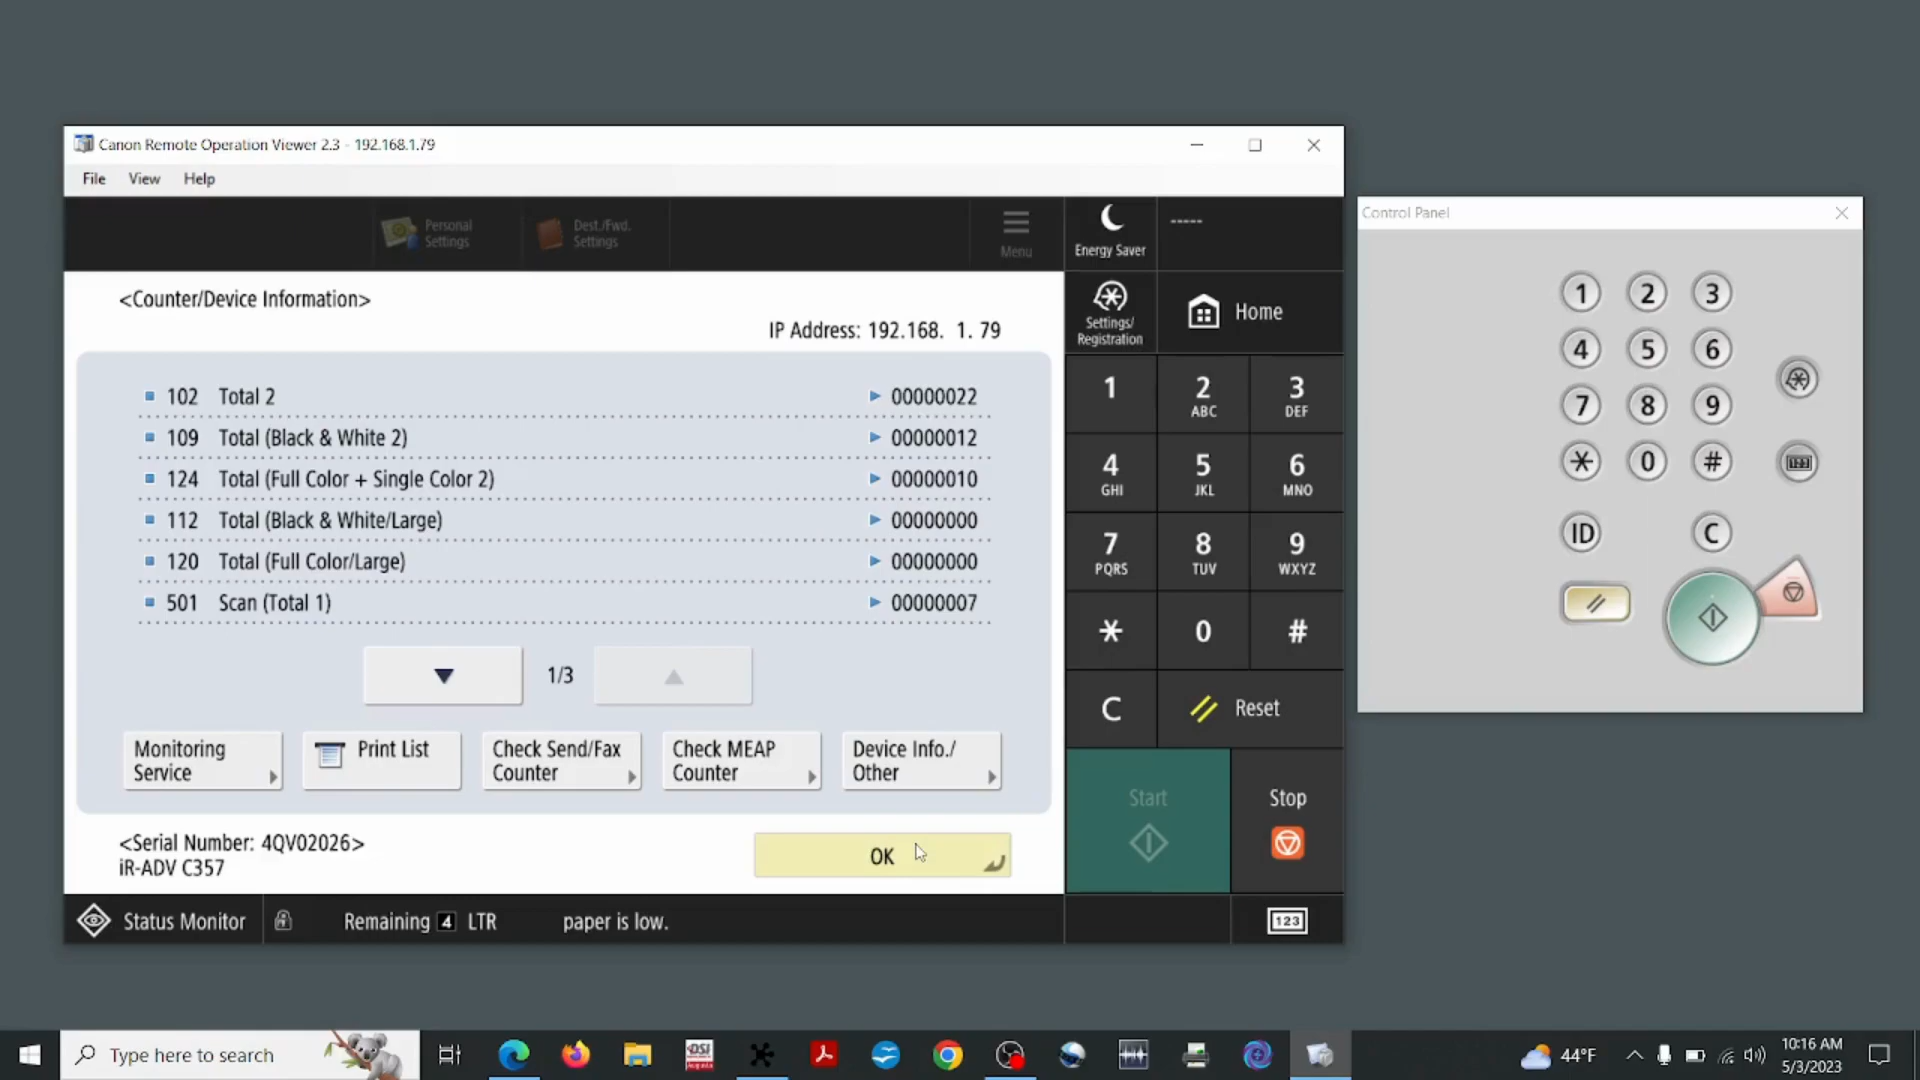 Canon Remote Operation Viewer 2.3 - 192.168.1.79
File View Help
Personal
Settings
Dest./Fwd.
Settings
Menu
Energy Saver
-----
Control Panel
<Counter/Device Information>
IP Address: 192.168. 1. 79
Settings/
Registration
Home
102 Total 2 00000022
109 Total (Black & White 2) 00000012
124 Total (Full Color + Single Color 2) 00000010
112 Total (Black & White/Large) 00000000
120 Total (Full Color/Large) 00000000
501 Scan (Total 1) 00000007
1/3
Monitoring
Service
Print List
Check Send/Fax
Counter
Check MEAP
Counter
Device Info./
Other
<Serial Number: 4QV02026>
iR-ADV C357
OK
1 2 3
ABC DEF
4 5 6
GHI JKL MNO
7 8 9
PQRS TUV WXYZ
* 0 #
C Reset
Start Stop
Status Monitor
Remaining 4 LTR paper is low.
123
1 2 3
4 5 6
7 8 9
* 0 #
ID C
Type here to search
DSI
44°F
10:16 AM
5/3/2023